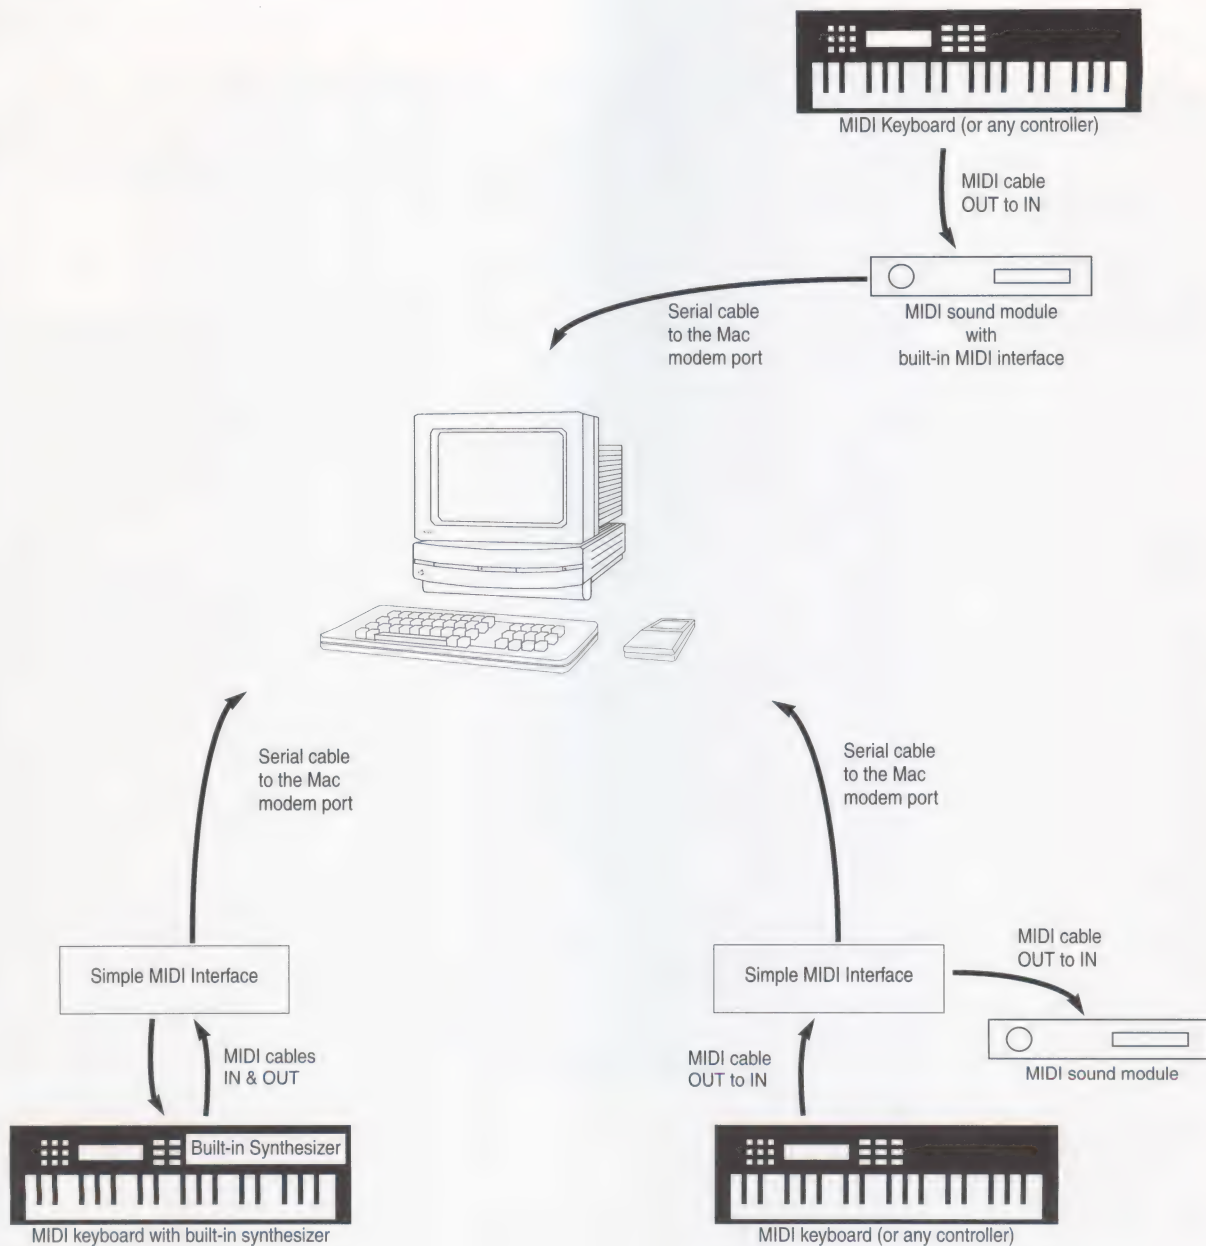 MIDI Keyboard (or any controller)
MIDI cable
OUT to IN
MIDI sound module
with
built-in MIDI interface
Serial cable
to the Mac
modem port
Serial cable
to the Mac
modem port
Serial cable
to the Mac
modem port
Simple MIDI Interface
MIDI cables
IN & OUT
Built-in Synthesizer
MIDI keyboard with built-in synthesizer
Simple MIDI Interface
MIDI cable
OUT to IN
MIDI sound module
MIDI cable
OUT to IN
MIDI keyboard (or any controller)